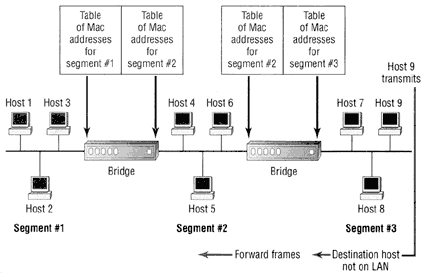 Table
of Mac
addresses
for
segment #1
Table
of Mac
addresses
for
segment #2
Table
of Mac
addresses
for
segment #2
Table
of Mac
addresses
for
segment #3
Host 9
transmits
Host 1
Host 3
Host 4
Host 6
Host 7
Host 9
Bridge
Bridge
Host 2
Host 5
Host 8
Segment #1
Segment #2
Segment #3
Forward frames
Destination host
not on LAN